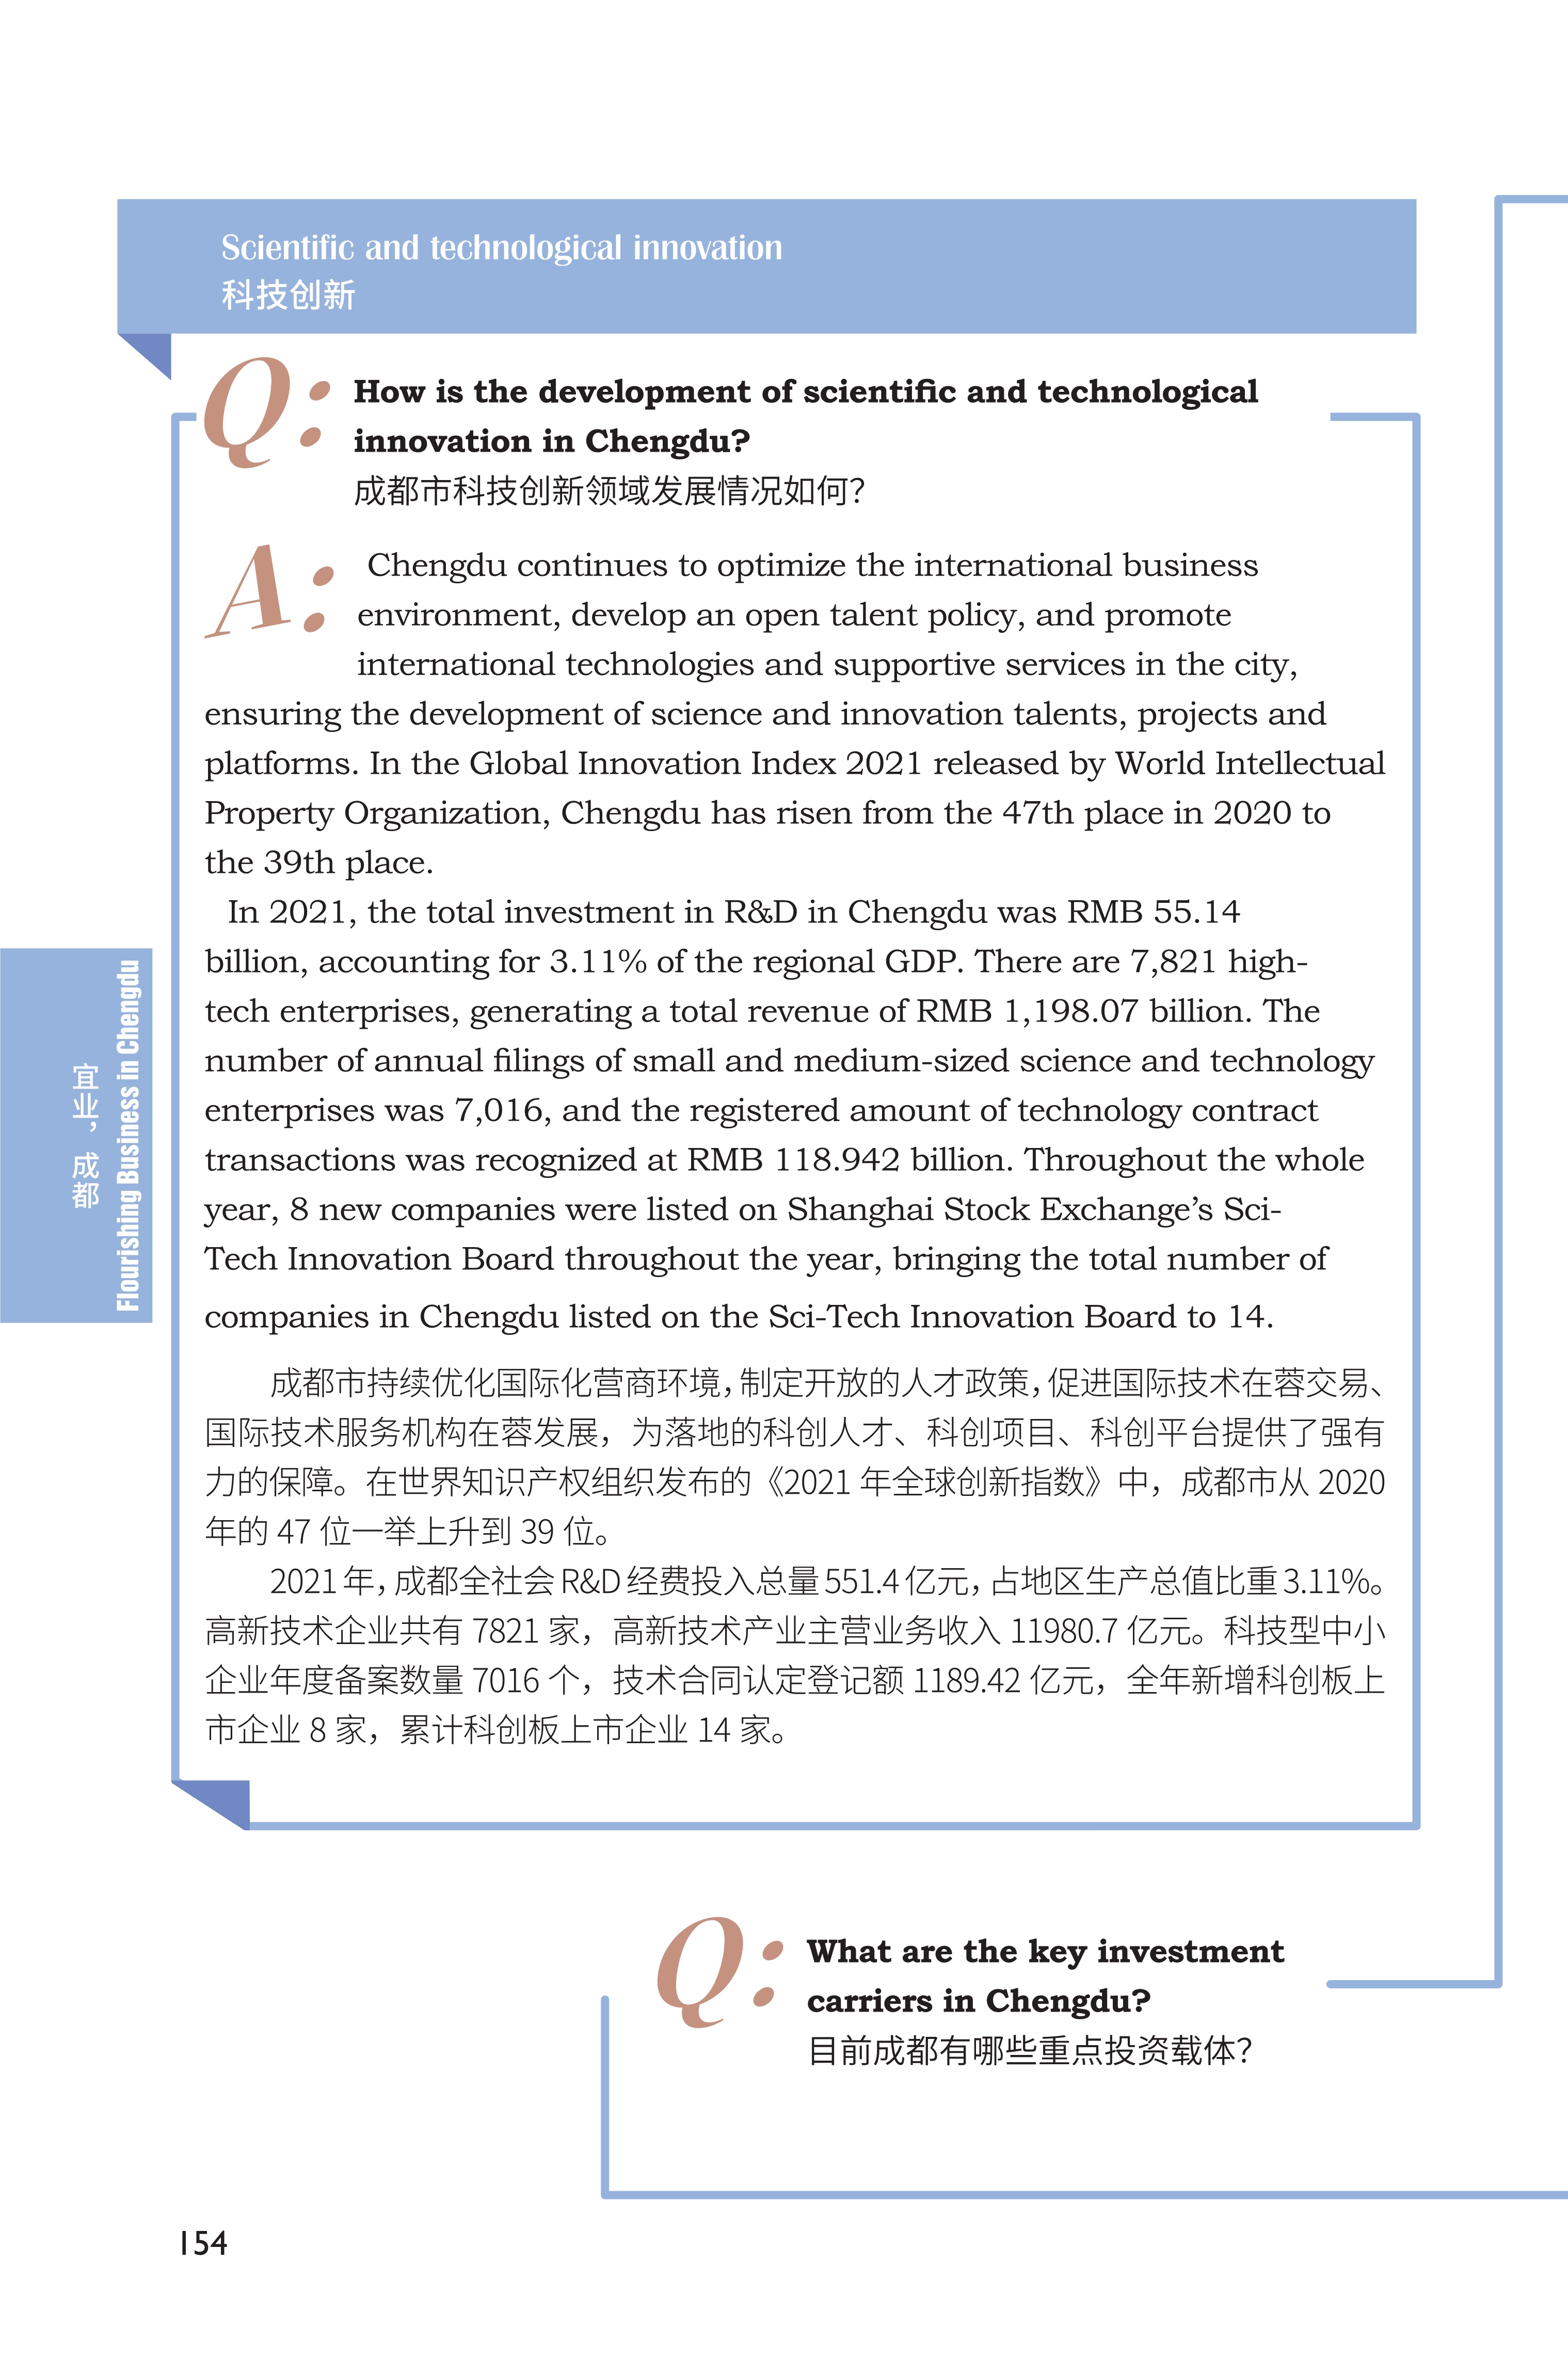 Scientific and technological innovation
科技创新
Q: How is the development of scientific and technological
innovation in Chengdu?
成都市科技创新领域发展情况如何？
A: Chengdu continues to optimize the international business
environment, develop an open talent policy, and promote
international technologies and supportive services in the city,
ensuring the development of science and innovation talents, projects and
platforms. In the Global Innovation Index 2021 released by World Intellectual
Property Organization, Chengdu has risen from the 47th place in 2020 to
the 39th place.
In 2021, the total investment in R&D in Chengdu was RMB 55.14
billion, accounting for 3.11% of the regional GDP. There are 7,821 high-
tech enterprises, generating a total revenue of RMB 1,198.07 billion. The
number of annual filings of small and medium-sized science and technology
enterprises was 7,016, and the registered amount of technology contract
transactions was recognized at RMB 118.942 billion. Throughout the whole
year, 8 new companies were listed on Shanghai Stock Exchange’s Sci-
Tech Innovation Board throughout the year, bringing the total number of
companies in Chengdu listed on the Sci-Tech Innovation Board to 14.
成都市持续优化国际化营商环境，制定开放的人才政策，促进国际技术在蓉交易、
国际技术服务机构在蓉发展，为落地的科创人才、科创项目、科创平台提供了强有
力的保障。在世界知识产权组织发布的《2021 年全球创新指数》中，成都市从 2020
年的 47 位一举上升到 39 位。
2021 年，成都全社会 R&D 经费投入总量 551.4 亿元，占地区生产总值比重 3.11%。
高新技术企业共有 7821 家，高新技术产业主营业务收入 11980.7 亿元。科技型中小
企业年度备案数量 7016 个，技术合同认定登记额 1189.42 亿元，全年新增科创板上
市企业 8 家，累计科创板上市企业 14 家。
Q: What are the key investment
carriers in Chengdu?
目前成都有哪些重点投资载体？
宜业，成都
Flourishing Business in Chengdu
154